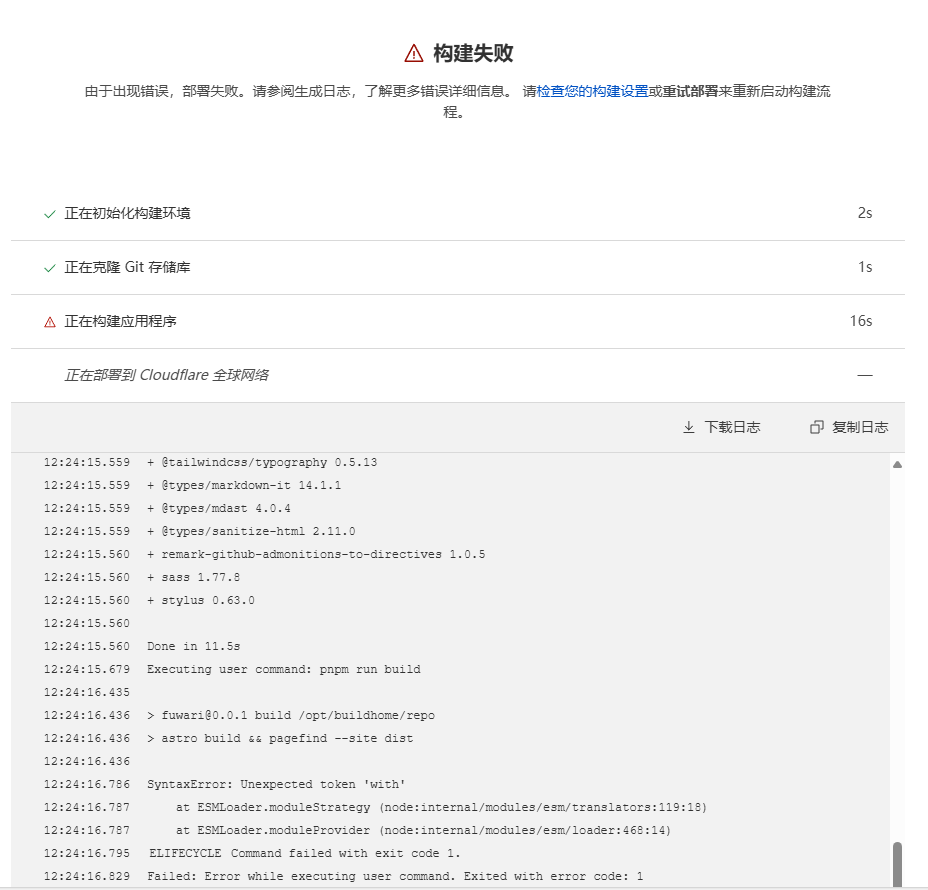 构建失败
由于出现错误，部署失败。请参阅生成日志，了解更多错误详细信息。 请检查您的构建设置或重试部署来重新启动构建流
程。
正在初始化构建环境 2s
正在克隆 Git 存储库 1s
正在构建应用程序 16s
正在部署到 Cloudflare 全球网络 —
下载日志 复制日志
12:24:15.559 + @tailwindcss/typography 0.5.13
12:24:15.559 + @types/markdown-it 14.1.1
12:24:15.559 + @types/mdast 4.0.4
12:24:15.559 + @types/sanitize-html 2.11.0
12:24:15.560 + remark-github-admonitions-to-directives 1.0.5
12:24:15.560 + sass 1.77.8
12:24:15.560 + stylus 0.63.0
12:24:15.560
12:24:15.560 Done in 11.5s
12:24:15.679 Executing user command: pnpm run build
12:24:16.435
12:24:16.436 > fuwari@0.0.1 build /opt/buildhome/repo
12:24:16.436 > astro build && pagefind --site dist
12:24:16.436
12:24:16.786 SyntaxError: Unexpected token 'with'
12:24:16.787 at ESMLoader.moduleStrategy (node:internal/modules/esm/translators:119:18)
12:24:16.787 at ESMLoader.moduleProvider (node:internal/modules/esm/loader:468:14)
12:24:16.795 ELIFECYCLE Command failed with exit code 1.
12:24:16.829 Failed: Error while executing user command. Exited with error code: 1